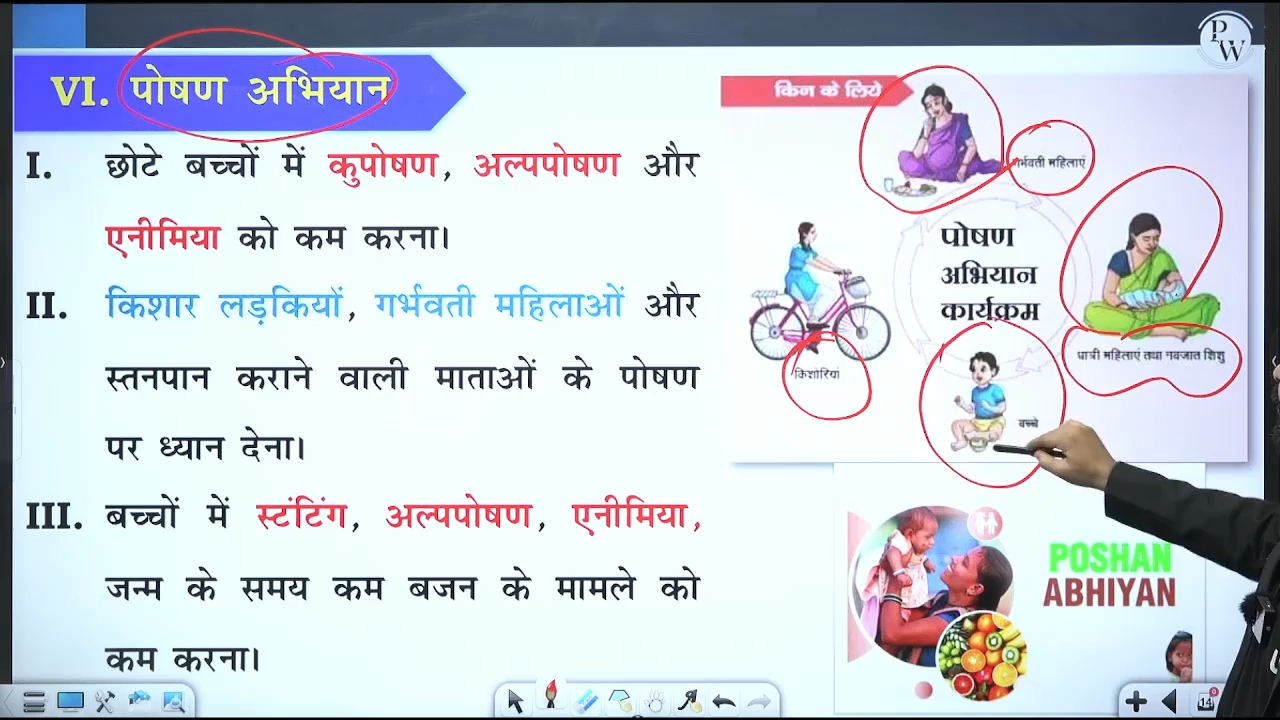 PW
VI. पोषण अभियान
I. छोटे बच्चों में कुपोषण, अल्पपोषण और
एनीमिया को कम करना।
II. किशार लड़कियों, गर्भवती महिलाओं और
स्तनपान कराने वाली माताओं के पोषण
पर ध्यान देना।
III. बच्चों में स्टंटिंग, अल्पपोषण, एनीमिया,
जन्म के समय कम बजन के मामले को
कम करना।
किन के लिये
गर्भवती महिलाएं
पोषण
अभियान
कार्यक्रम
धात्री महिलाएं तथा नवजात शिशु
किशोरियां
बच्चे
POSHAN
ABHIYAN
14